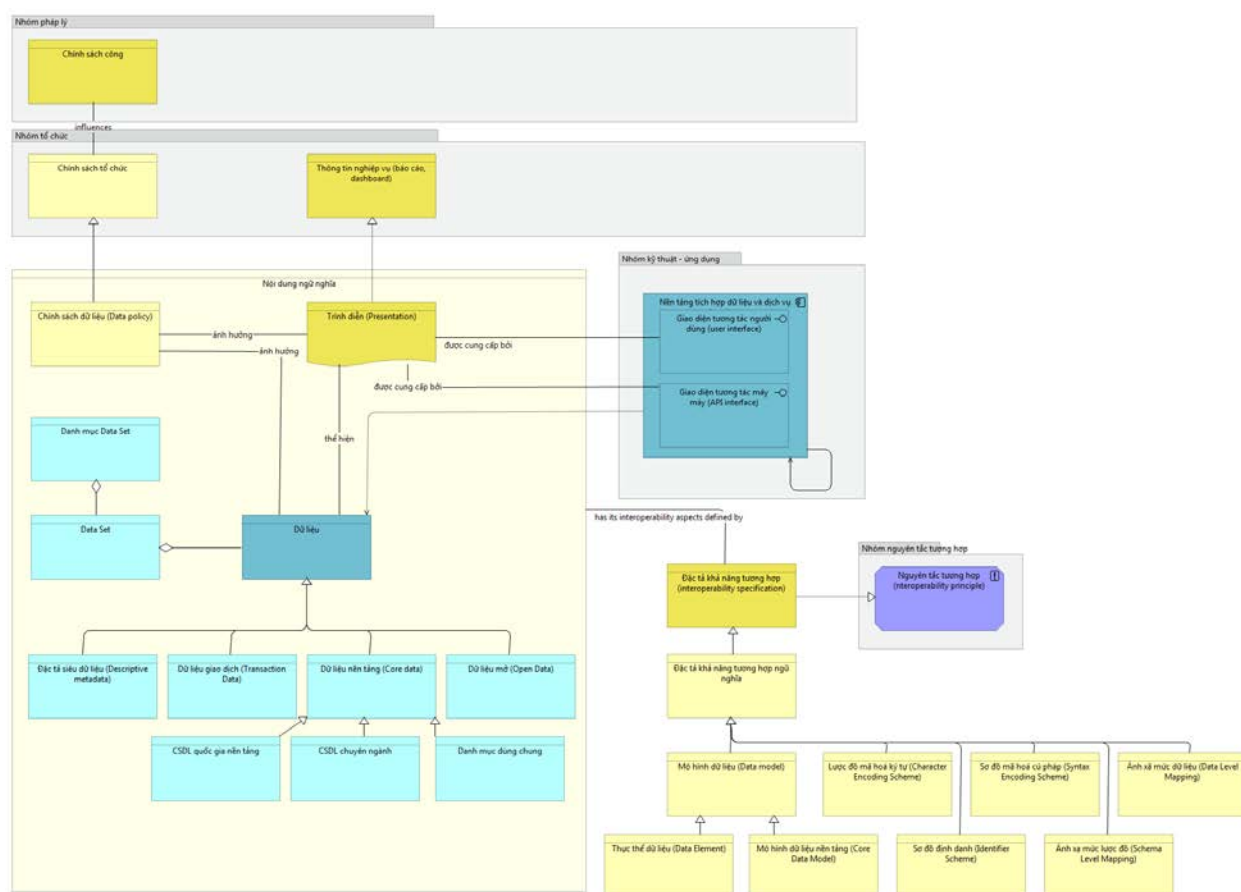 Nhóm pháp lý
Chính sách công
influences
Nhóm tổ chức
Chính sách tổ chức
Thông tin nghiệp vụ (báo cáo,
dashboard)
Nội dung ngữ nghĩa
Chính sách dữ liệu (Data policy)
Trình diễn (Presentation)
ảnh hưởng
ảnh hưởng
được cung cấp bởi
được cung cấp bởi
thể hiện
Nhóm kỹ thuật - ứng dụng
Nền tảng tích hợp dữ liệu và dịch vụ
Giao diện tương tác người
dùng (user interface)
Giao diện tương tác máy
máy (API interface)
Danh mục Data Set
Data Set
Dữ liệu
has its interoperability aspects defined by
Nhóm nguyên tắc tương hợp
Đặc tả khả năng tương hợp
(interoperability specification)
Nguyên tắc tương hợp
(nteroperability principle)
Đặc tả siêu dữ liệu (Descriptive
metadata)
Dữ liệu giao dịch (Transaction
Data)
Dữ liệu nền tảng (Core data)
Dữ liệu mở (Open Data)
Đặc tả khả năng tương hợp ngữ
nghĩa
CSDL quốc gia nền tảng
CSDL chuyên ngành
Danh mục dùng chung
Mô hình dữ liệu (Data model)
Lược đồ mã hoá ký tự (Character
Encoding Scheme)
Sơ đồ mã hoá cú pháp (Syntax
Encoding Scheme)
Ánh xã mức dữ liệu (Data Level
Mapping)
Thực thể dữ liệu (Data Element)
Mô hình dữ liệu nền tảng (Core
Data Model)
Sơ đồ định danh (Identifier
Scheme)
Ánh xạ mức lược đồ (Schema
Level Mapping)